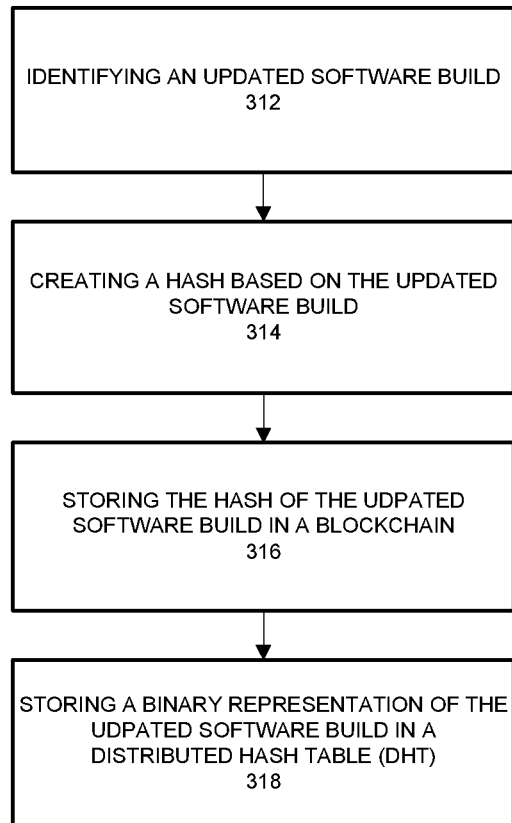 IDENTIFYING AN UPDATED SOFTWARE BUILD
312
CREATING A HASH BASED ON THE UPDATED
SOFTWARE BUILD
314
STORING THE HASH OF THE UDPATED
SOFTWARE BUILD IN A BLOCKCHAIN
316
STORING A BINARY REPRESENTATION OF THE
UDPATED SOFTWARE BUILD IN A
DISTRIBUTED HASH TABLE (DHT)
318